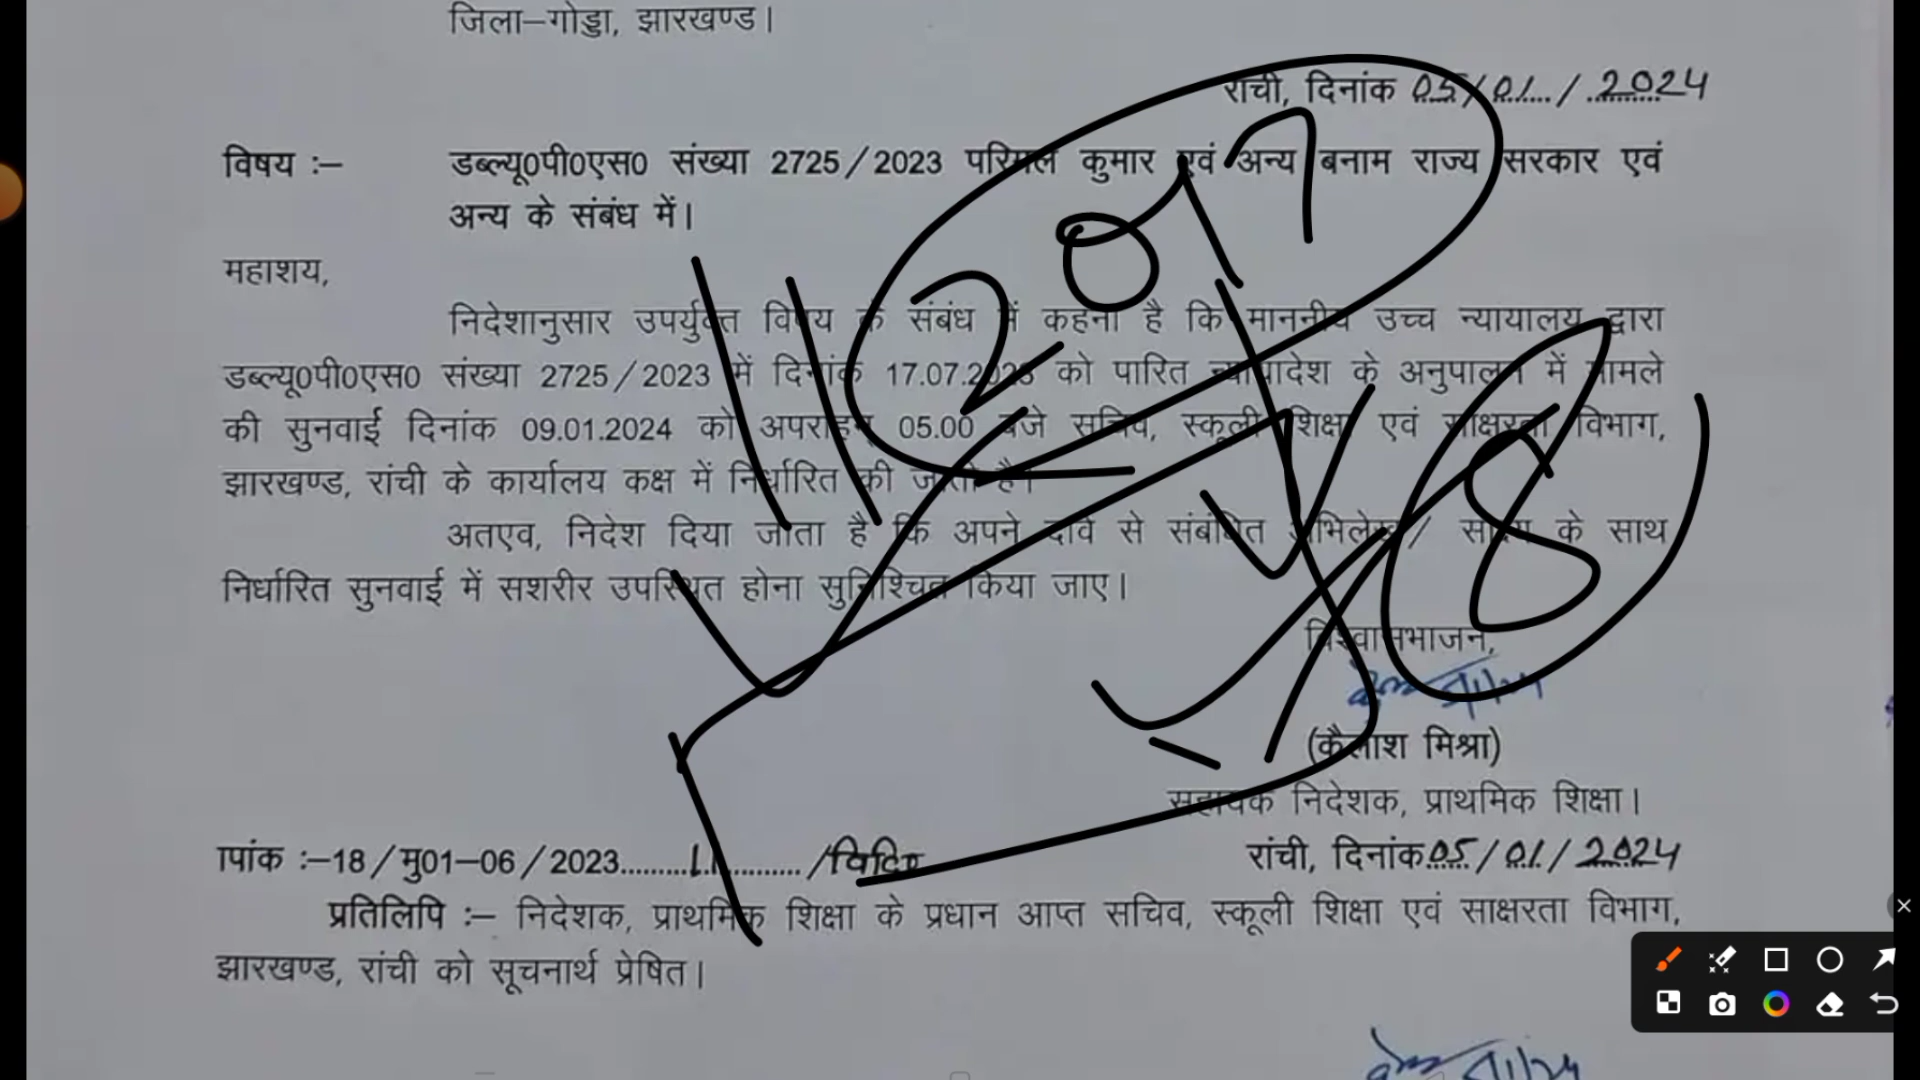 जिला–गोड्डा, झारखण्ड।
रांची, दिनांक 05/01/2024
विषय :– डब्ल्यू0पी0एस0 संख्या 2725/2023 परिमल कुमार एवं अन्य बनाम राज्य सरकार एवं
अन्य के संबंध में।
2017
महाशय,
निदेशानुसार उपर्युक्त विषय के संबंध में कहना है कि माननीय उच्च न्यायालय द्वारा
डब्ल्यू0पी0एस0 संख्या 2725/2023 में दिनांक 17.07.2023 को पारित न्यायादेश के अनुपालन में मामले
की सुनवाई दिनांक 09.01.2024 को अपराहन् 05.00 बजे सचिव, स्कूली शिक्षा एवं साक्षरता विभाग,
झारखण्ड, रांची के कार्यालय कक्ष में निर्धारित की जाती है।
8
अतएव, निदेश दिया जाता है कि अपने दावे से संबंधित अभिलेख/ साक्ष्य के साथ
निर्धारित सुनवाई में सशरीर उपस्थित होना सुनिश्चित किया जाए।
विश्वासभाजन,
(कैलाश मिश्रा)
सहायक निदेशक, प्राथमिक शिक्षा।
ापांक :–18/मु01–06/2023.........11.........../विधि रांची, दिनांक 05/01/2024
प्रतिलिपि :– निदेशक, प्राथमिक शिक्षा के प्रधान आप्त सचिव, स्कूली शिक्षा एवं साक्षरता विभाग,
झारखण्ड, रांची को सूचनार्थ प्रेषित।